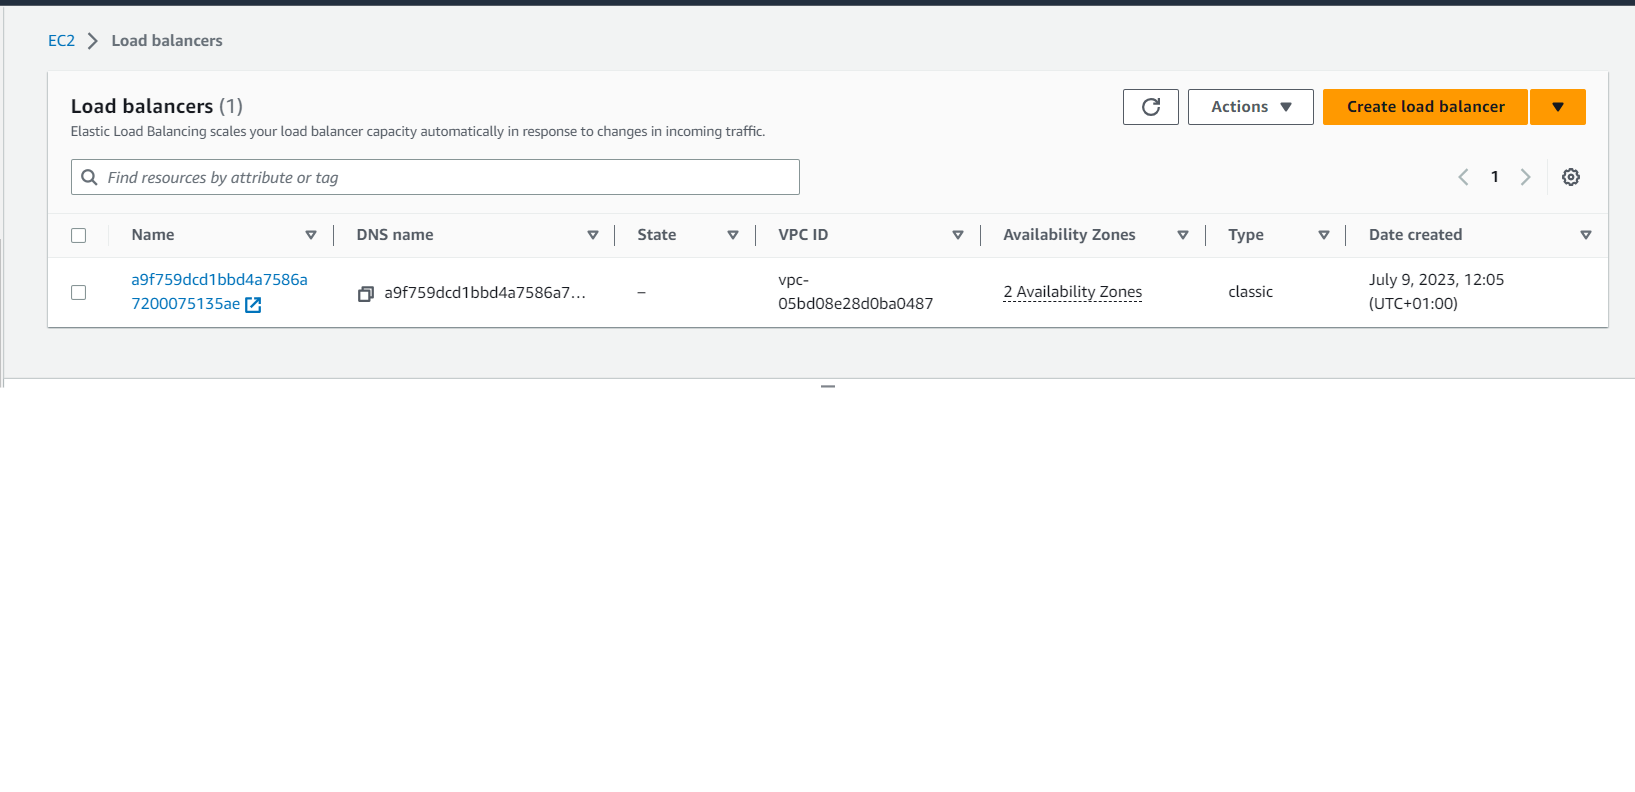 EC2 > Load balancers
Load balancers (1)
Elastic Load Balancing scales your load balancer capacity automatically in response to changes in incoming traffic.
Actions
Create load balancer
Find resources by attribute or tag
1
Name DNS name State VPC ID Availability Zones Type Date created
a9f759dcd1bbd4a7586a
7200075135ae
a9f759dcd1bbd4a7586a7…
–
vpc-
05bd08e28d0ba0487
2 Availability Zones
classic
July 9, 2023, 12:05
(UTC+01:00)